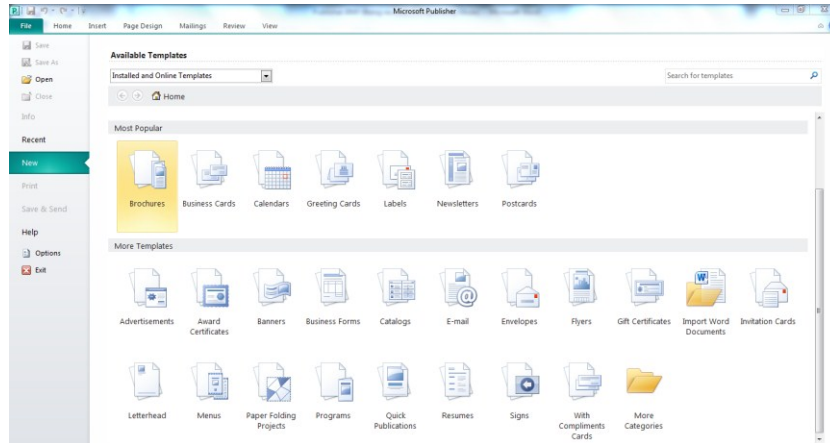 Microsoft Publisher
File Home Insert Page Design Mailings Review View
Save
Save As
Open
Close
Info
Recent
New
Print
Save & Send
Help
Options
Exit
Available Templates
Installed and Online Templates
Search for templates
Home
Most Popular
Brochures Business Cards Calendars Greeting Cards Labels Newsletters Postcards
More Templates
Advertisements Award Banners Business Forms Catalogs E-mail Envelopes Flyers Gift Certificates Import Word Invitation Cards
Certificates Documents
Letterhead Menus Paper Folding Programs Quick Resumes Signs With More
Projects Publications Compliments Categories
Cards